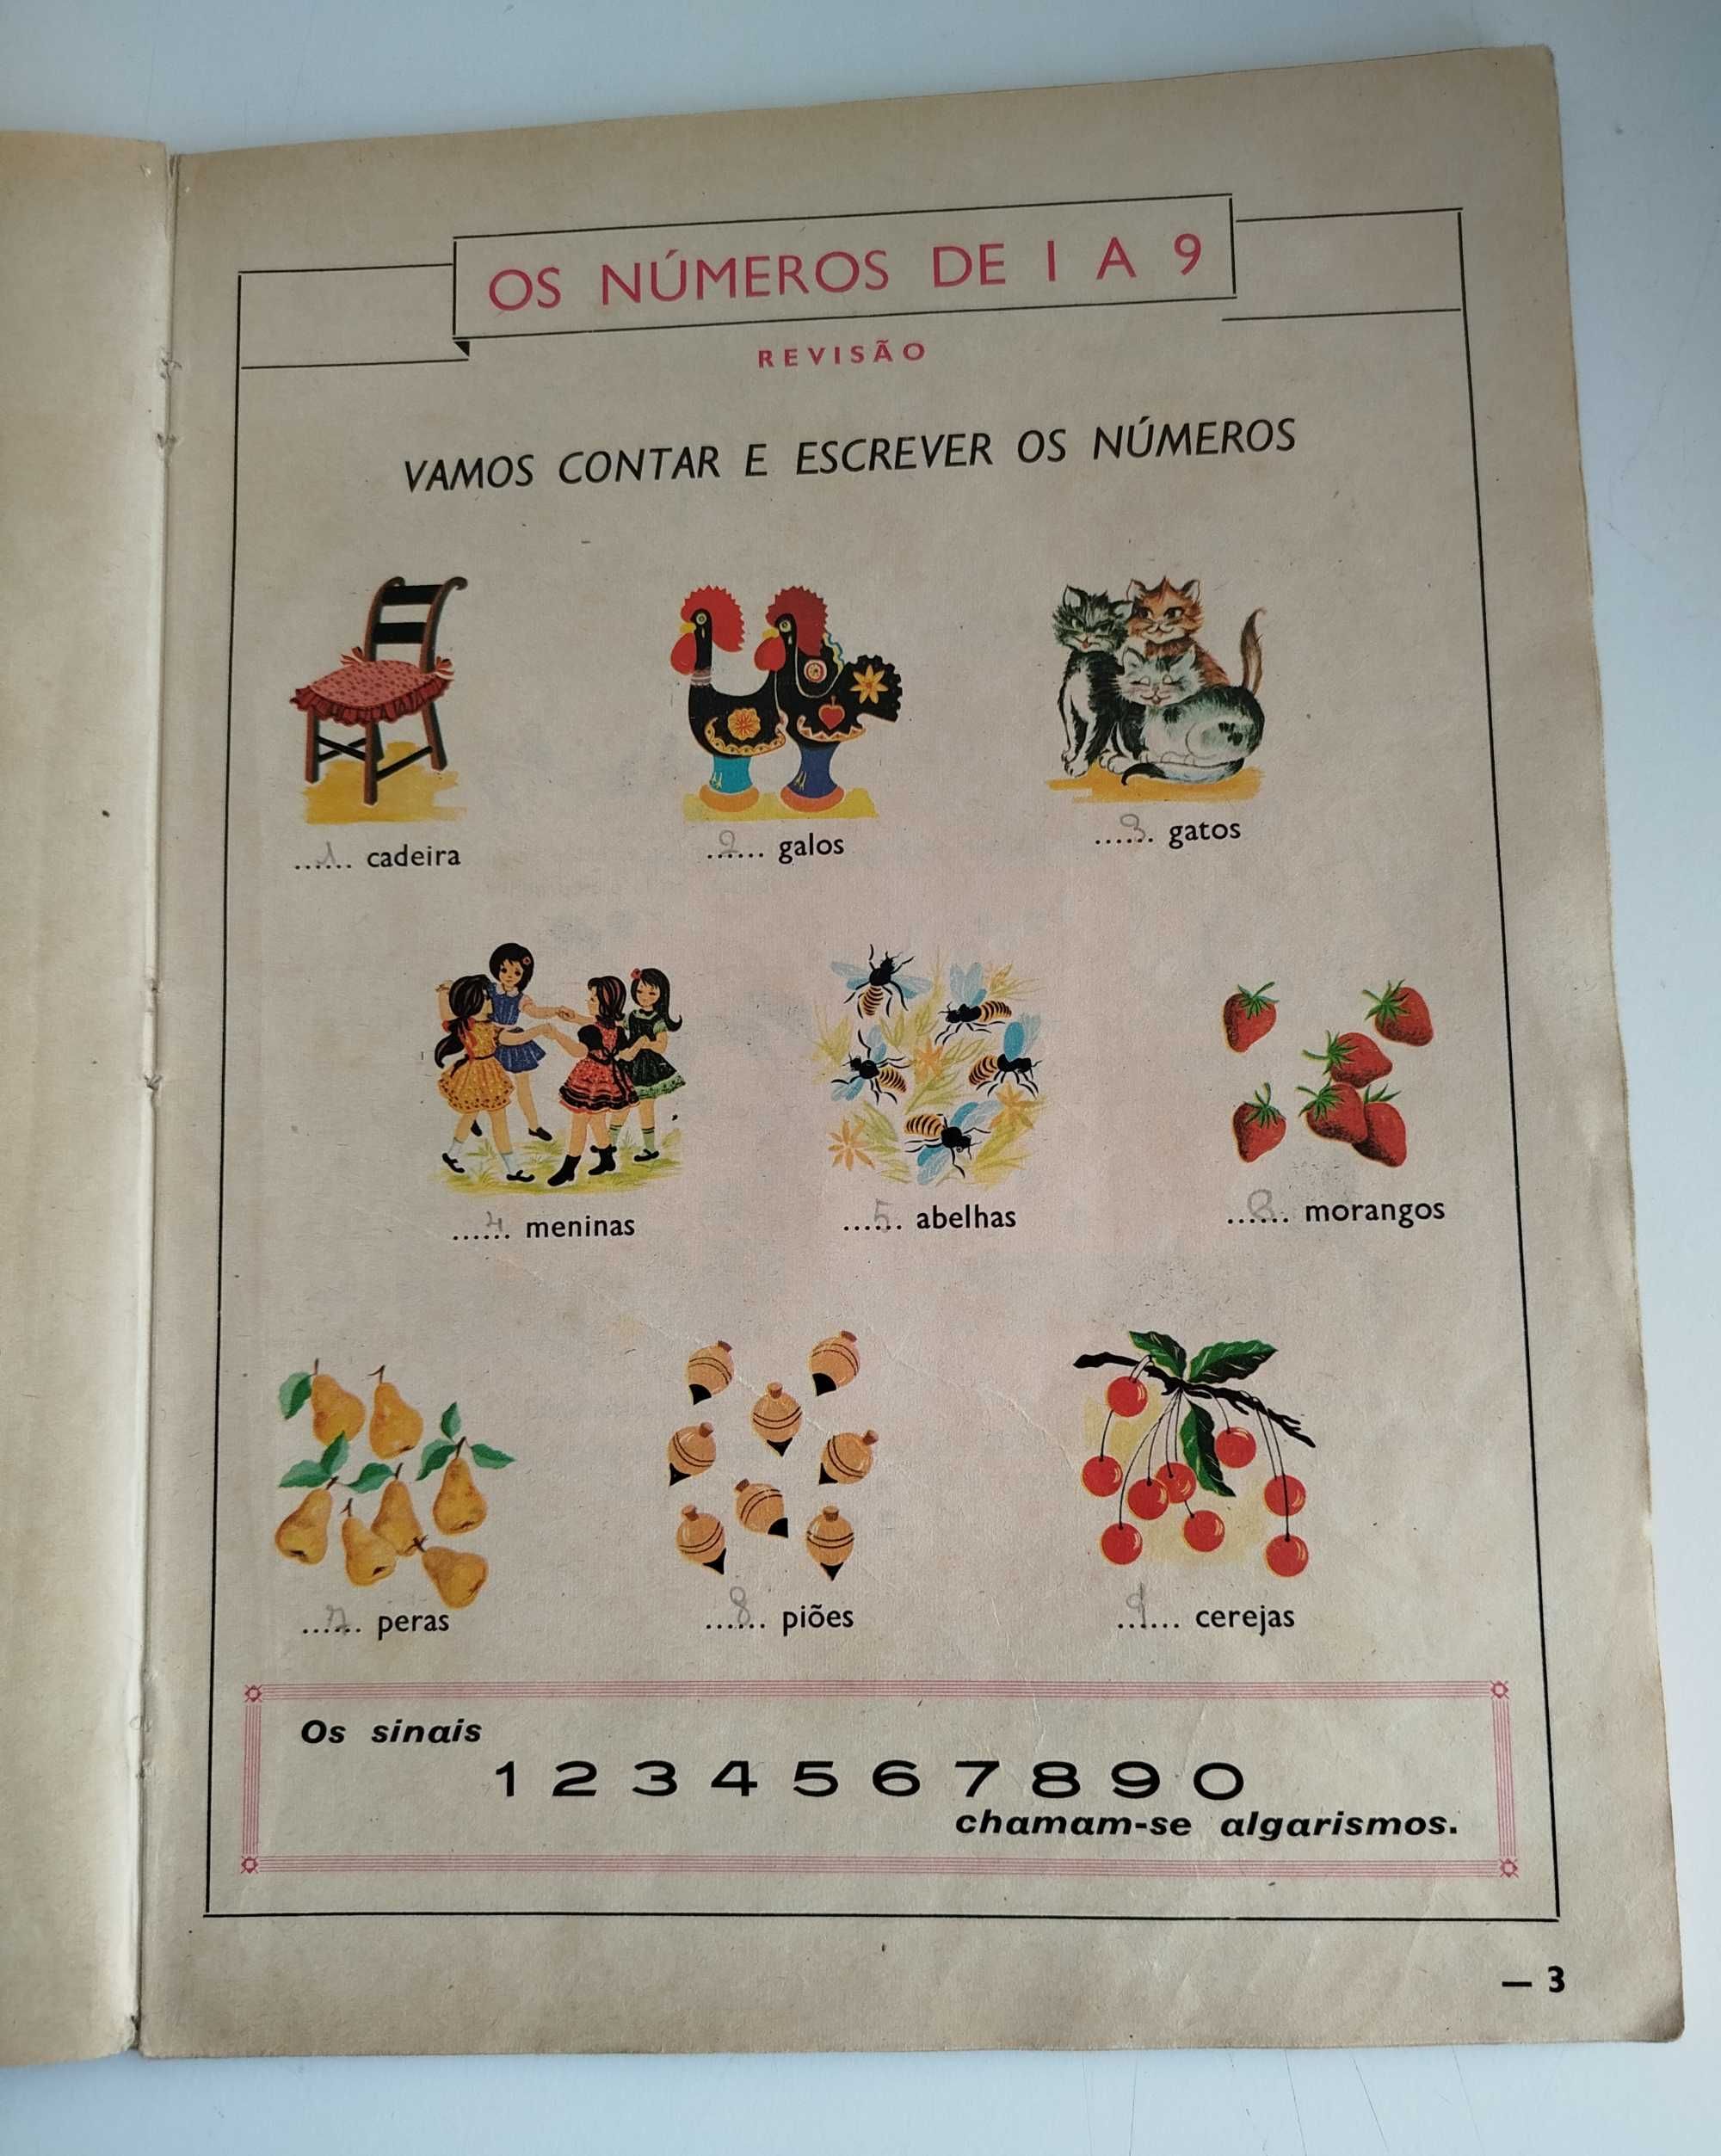 OS NÚMEROS DE 1 A 9
REVISÃO
VAMOS CONTAR E ESCREVER OS NÚMEROS
...1... cadeira
...2... galos
...3... gatos
...4... meninas
...5... abelhas
...... morangos
...7... peras
...8... piões
...9... cerejas
Os sinais
1 2 3 4 5 6 7 8 9 0
chamam-se algarismos.
— 3